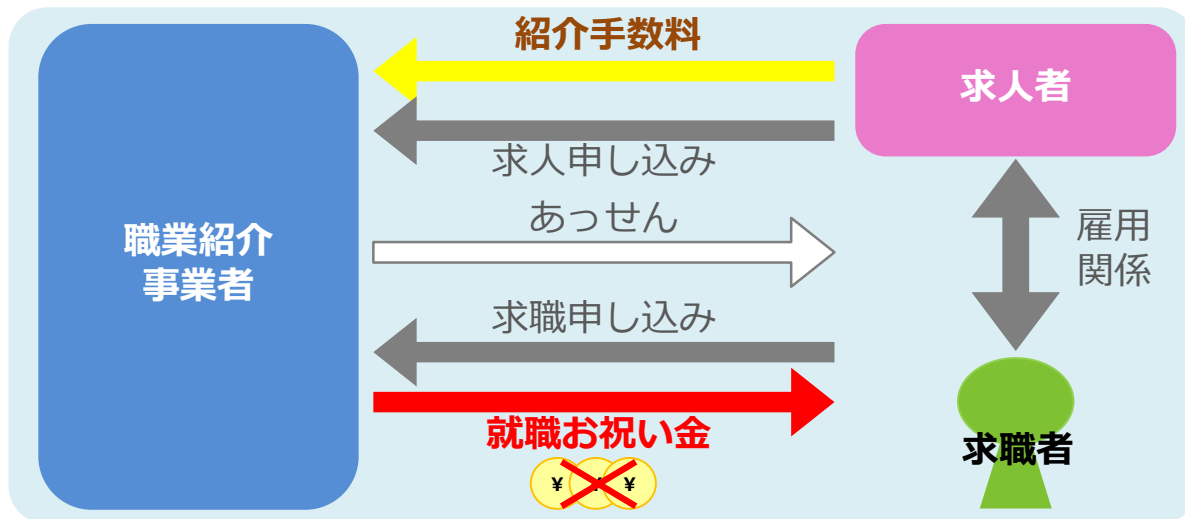 紹介手数料
求人者
求人申し込み
あっせん
職業紹介
事業者
雇用
関係
求職申し込み
就職お祝い金
求職者
¥ ¥ ¥